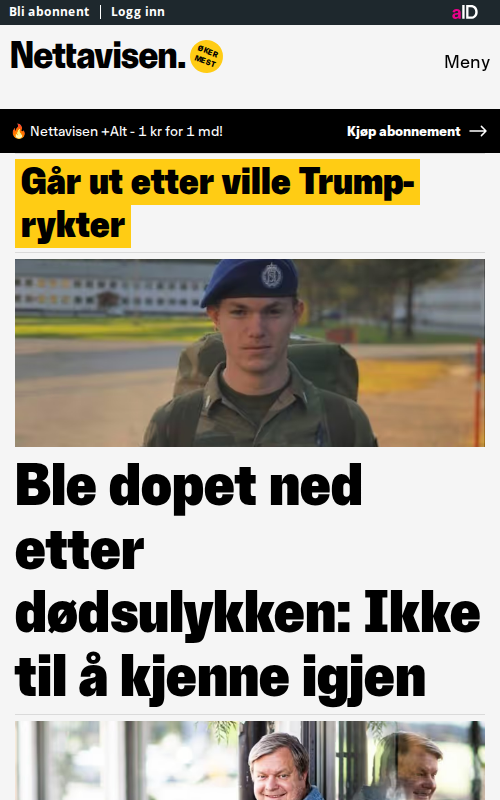 Bli abonnent | Logg inn
aID
Nettavisen.
ØKER
MEST
Meny
🔥 Nettavisen +Alt - 1 kr for 1 md!
Kjøp abonnement →
Går ut etter ville Trump-
rykter
Ble dopet ned
etter
dødsulykken: Ikke
til å kjenne igjen